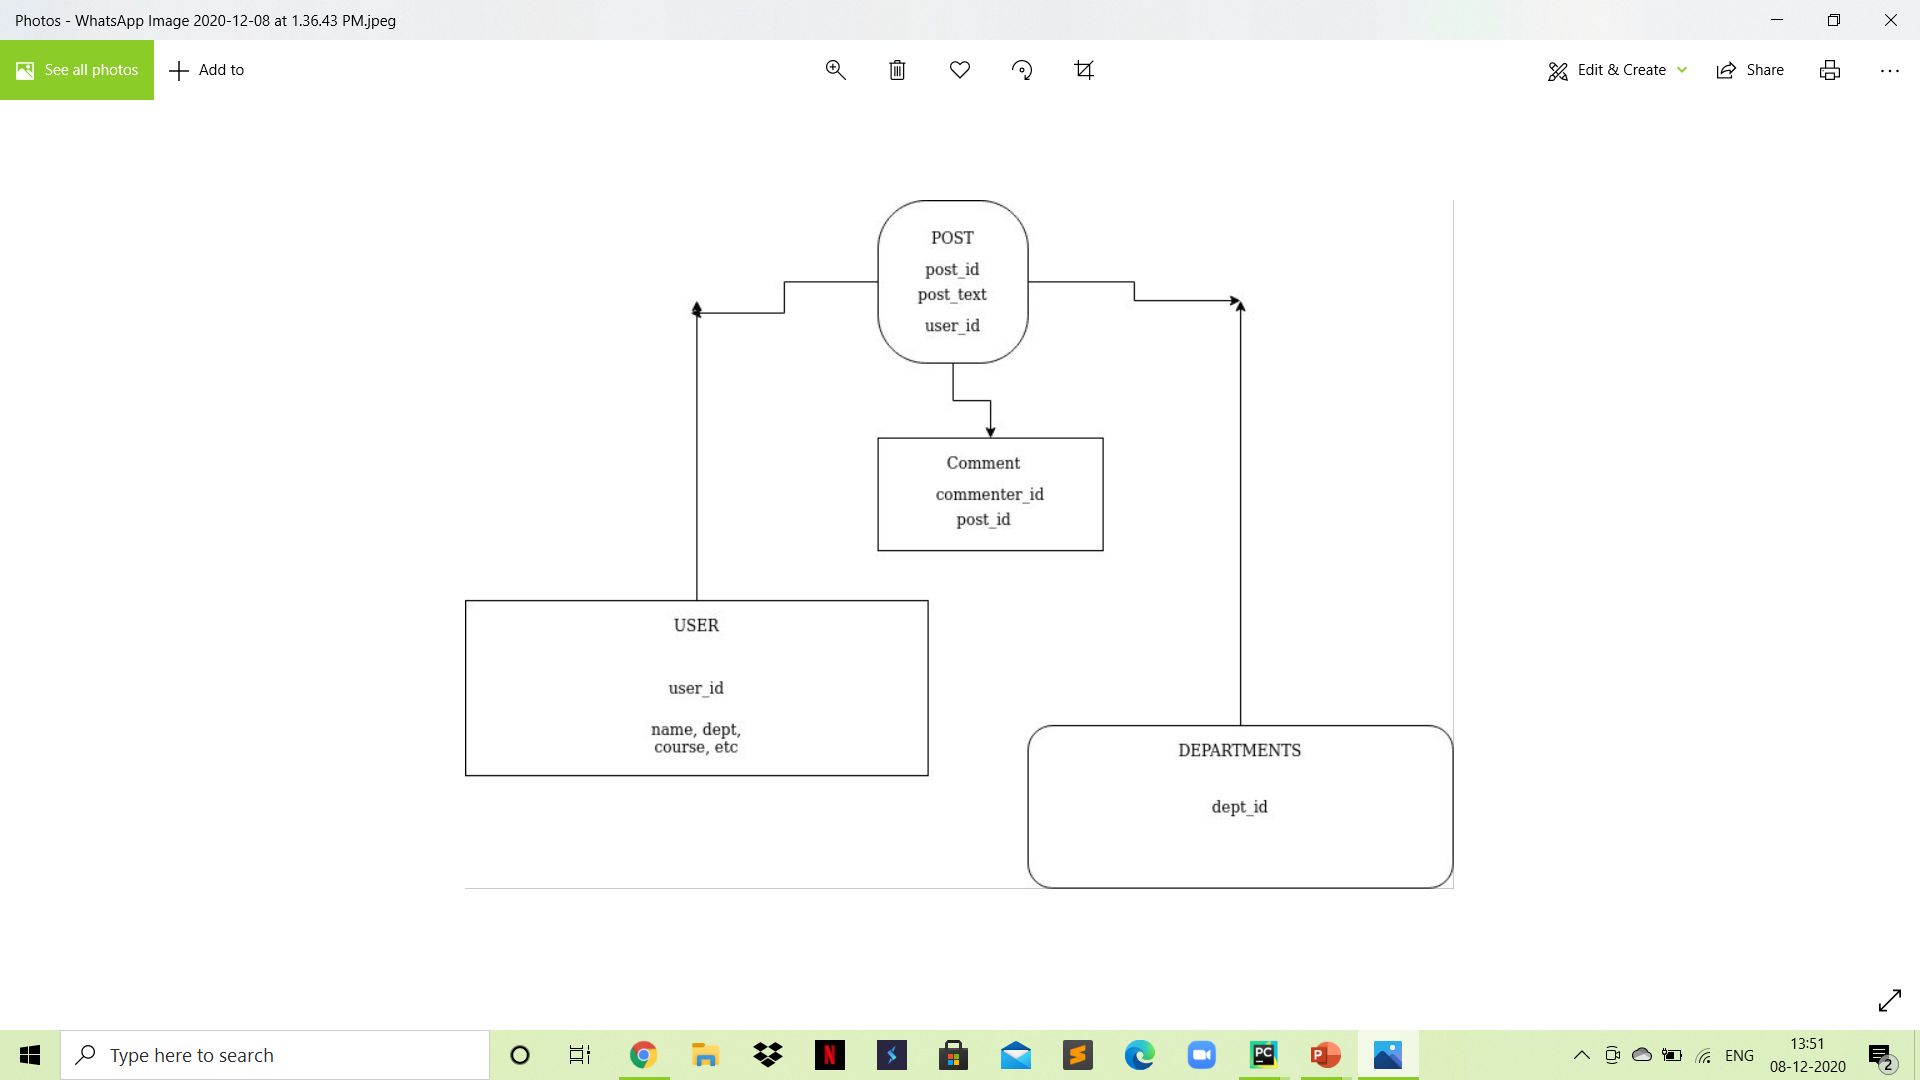 Photos - WhatsApp Image 2020-12-08 at 1.36.43 PM.jpeg
See all photos
Add to
Edit & Create
Share
POST
post_id
post_text
user_id
Comment
commenter_id
post_id
USER
user_id
name, dept,
course, etc
DEPARTMENTS
dept_id
Type here to search
N
PC
P
ENG
13:51
08-12-2020
2